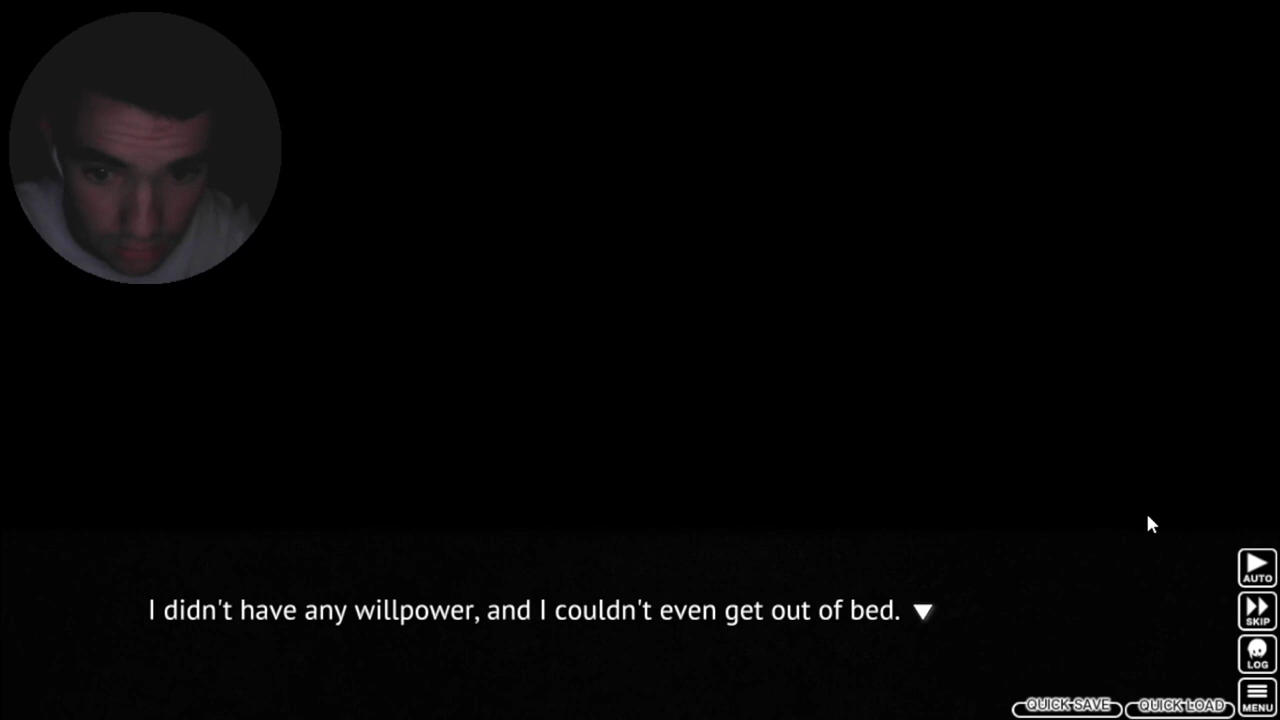 I didn't have any willpower, and I couldn't even get out of bed.
AUTO
SKIP
LOG
MENU
QUICK SAVE QUICK LOAD